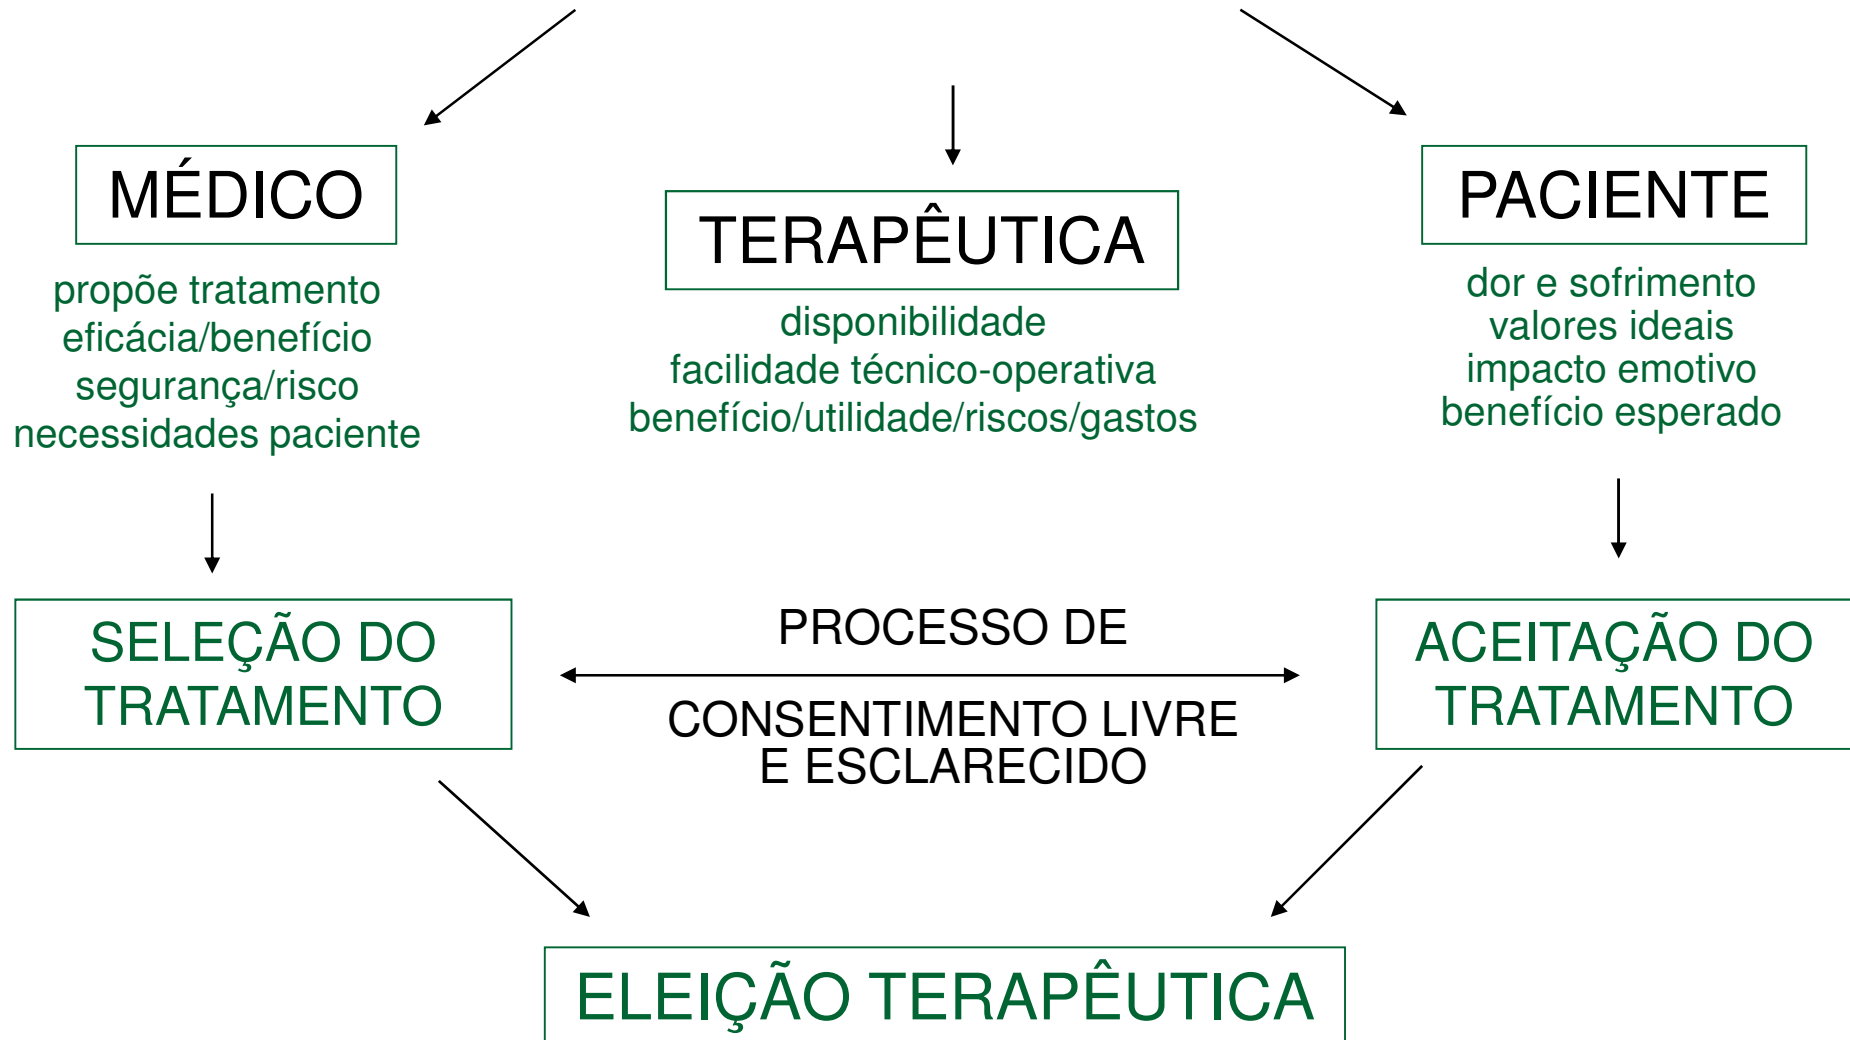 MÉDICO
propõe tratamento
eficácia/benefício
segurança/risco
necessidades paciente
TERAPÊUTICA
disponibilidade
facilidade técnico-operativa
benefício/utilidade/riscos/gastos
PACIENTE
dor e sofrimento
valores ideais
impacto emotivo
benefício esperado
SELEÇÃO DO
TRATAMENTO
PROCESSO DE
CONSENTIMENTO LIVRE
E ESCLARECIDO
ACEITAÇÃO DO
TRATAMENTO
ELEIÇÃO TERAPÊUTICA